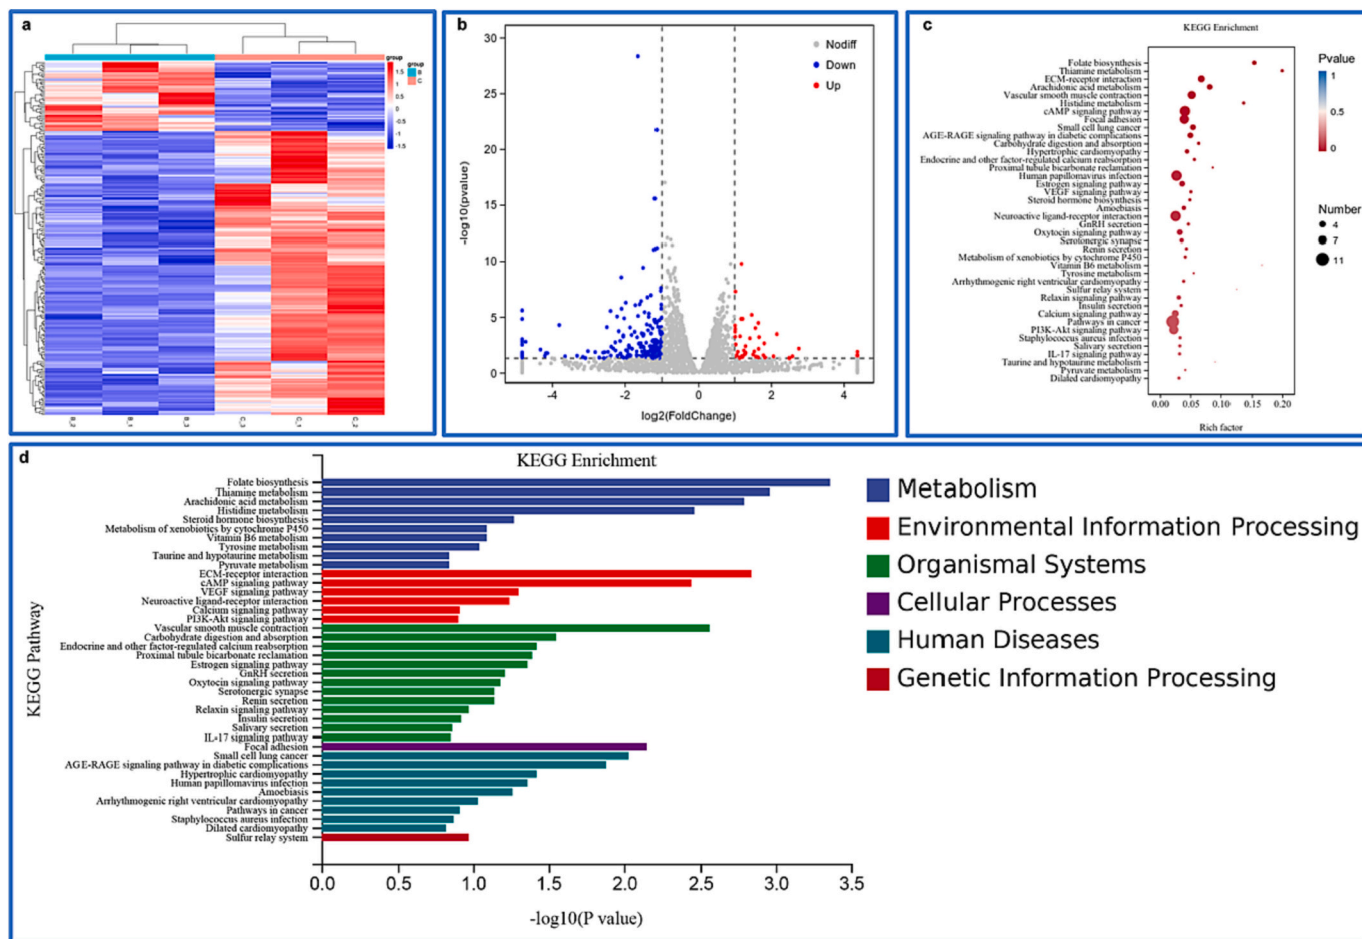 a
group
group
B
C
1.5
1
0.5
0
-0.5
-1
-1.5
B_2
B_1
B_3
C_3
C_1
C_2
b
30
25
20
15
10
5
0
-log10(pvalue)
-4
-2
0
2
4
log2(FoldChange)
Nodiff
Down
Up
c
KEGG Enrichment
Folate biosynthesis
Thiamine metabolism
ECM-receptor interaction
Arachidonic acid metabolism
Vascular smooth muscle contraction
Histidine metabolism
cAMP signaling pathway
Focal adhesion
Small cell lung cancer
AGE-RAGE signaling pathway in diabetic complications
Carbohydrate digestion and absorption
Hypertrophic cardiomyopathy
Endocrine and other factor-regulated calcium reabsorption
Proximal tubule bicarbonate reclamation
Human papillomavirus infection
Estrogen signaling pathway
VEGF signaling pathway
Steroid hormone biosynthesis
Amoebiasis
Neuroactive ligand-receptor interaction
GnRH secretion
Oxytocin signaling pathway
Serotonergic synapse
Renin secretion
Metabolism of xenobiotics by cytochrome P450
Vitamin B6 metabolism
Tyrosine metabolism
Arrhythmogenic right ventricular cardiomyopathy
Sulfur relay system
Relaxin signaling pathway
Insulin secretion
Calcium signaling pathway
Pathways in cancer
PI3K-Akt signaling pathway
Staphylococcus aureus infection
Salivary secretion
IL-17 signaling pathway
Taurine and hypotaurine metabolism
Pyruvate metabolism
Dilated cardiomyopathy
0.00
0.05
0.10
0.15
0.20
Rich factor
Pvalue
1
0.5
0
Number
4
7
11
d
KEGG Enrichment
KEGG Pathway
Folate biosynthesis
Thiamine metabolism
Arachidonic acid metabolism
Histidine metabolism
Steroid hormone biosynthesis
Metabolism of xenobiotics by cytochrome P450
Vitamin B6 metabolism
Tyrosine metabolism
Taurine and hypotaurine metabolism
Pyruvate metabolism
ECM-receptor interaction
cAMP signaling pathway
VEGF signaling pathway
Neuroactive ligand-receptor interaction
Calcium signaling pathway
PI3K-Akt signaling pathway
Vascular smooth muscle contraction
Carbohydrate digestion and absorption
Endocrine and other factor-regulated calcium reabsorption
Proximal tubule bicarbonate reclamation
Estrogen signaling pathway
GnRH secretion
Oxytocin signaling pathway
Serotonergic synapse
Renin secretion
Relaxin signaling pathway
Insulin secretion
Salivary secretion
IL-17 signaling pathway
Focal adhesion
Small cell lung cancer
AGE-RAGE signaling pathway in diabetic complications
Hypertrophic cardiomyopathy
Human papillomavirus infection
Amoebiasis
Arrhythmogenic right ventricular cardiomyopathy
Pathways in cancer
Staphylococcus aureus infection
Dilated cardiomyopathy
Sulfur relay system
0.0
0.5
1.0
1.5
2.0
2.5
3.0
3.5
-log10(P value)
Metabolism
Environmental Information Processing
Organismal Systems
Cellular Processes
Human Diseases
Genetic Information Processing